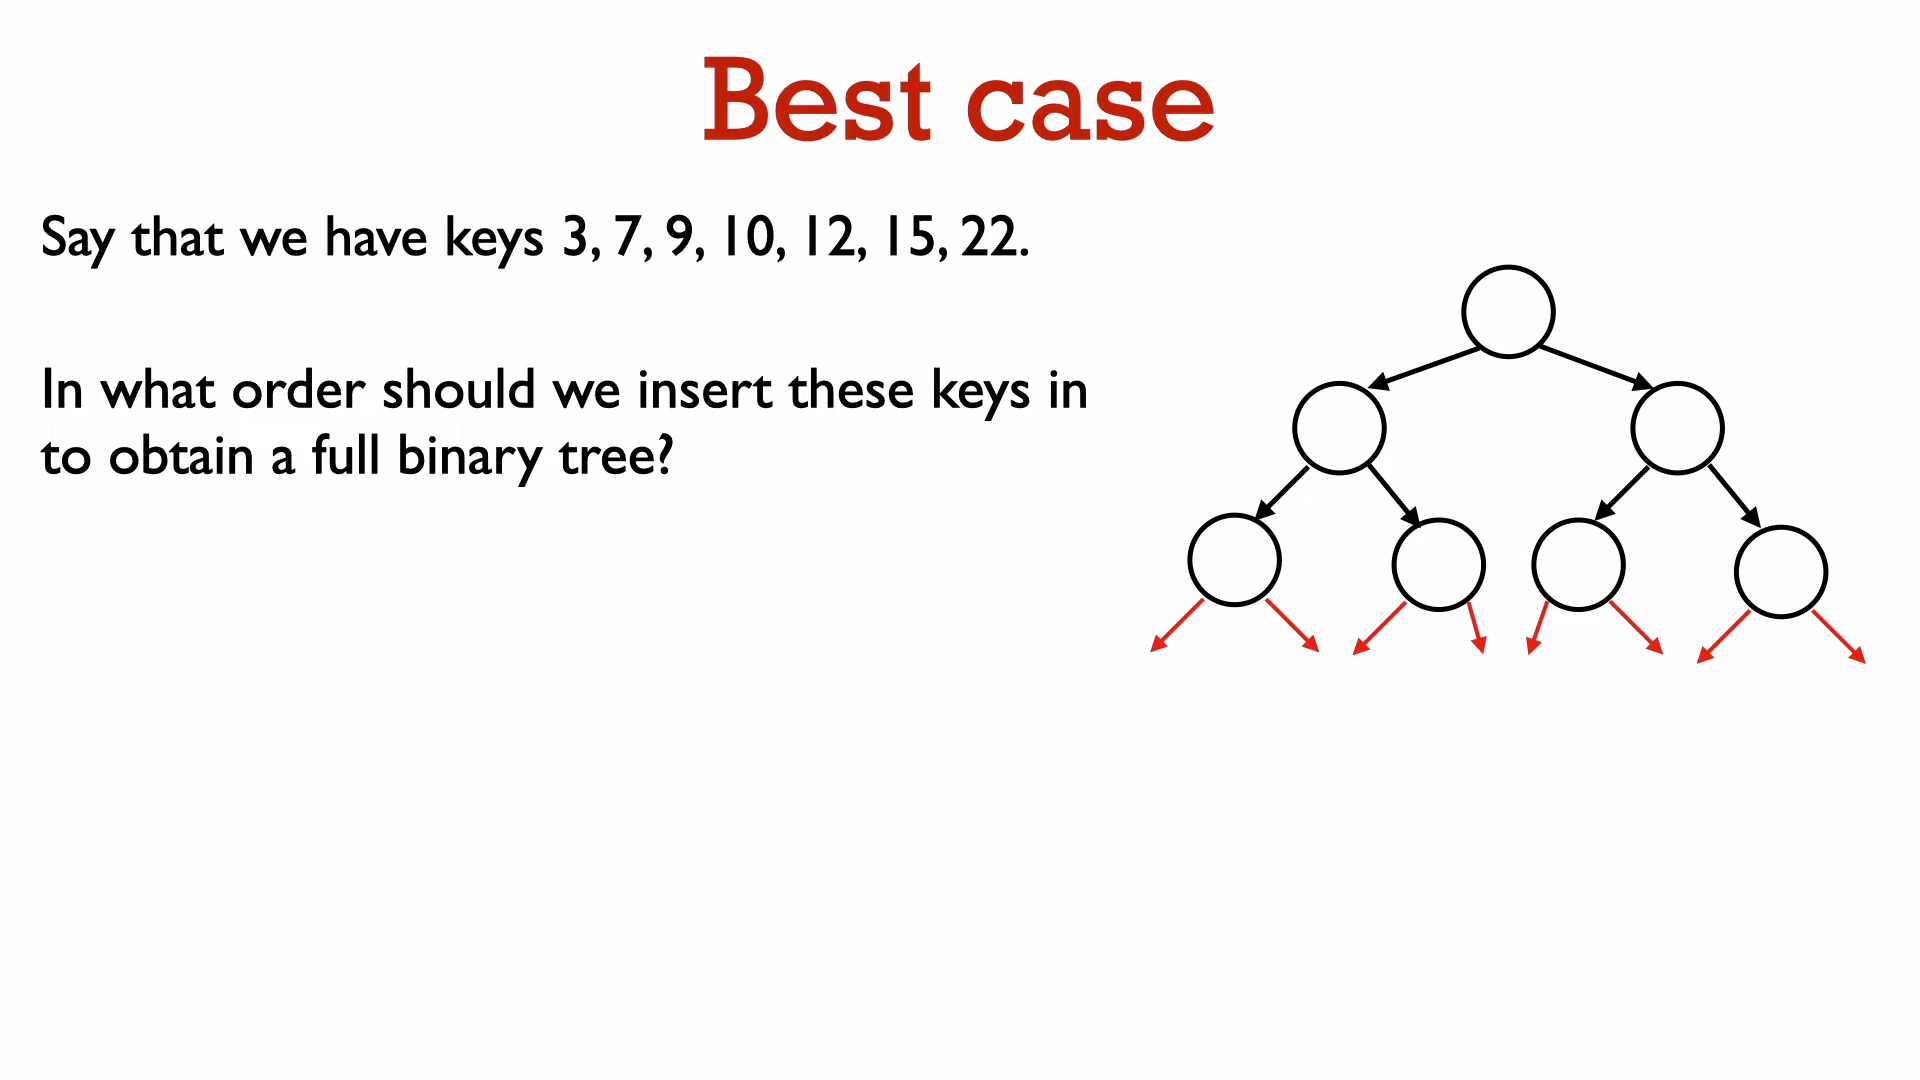 Best case
Say that we have keys 3, 7, 9, 10, 12, 15, 22.
In what order should we insert these keys in
to obtain a full binary tree?